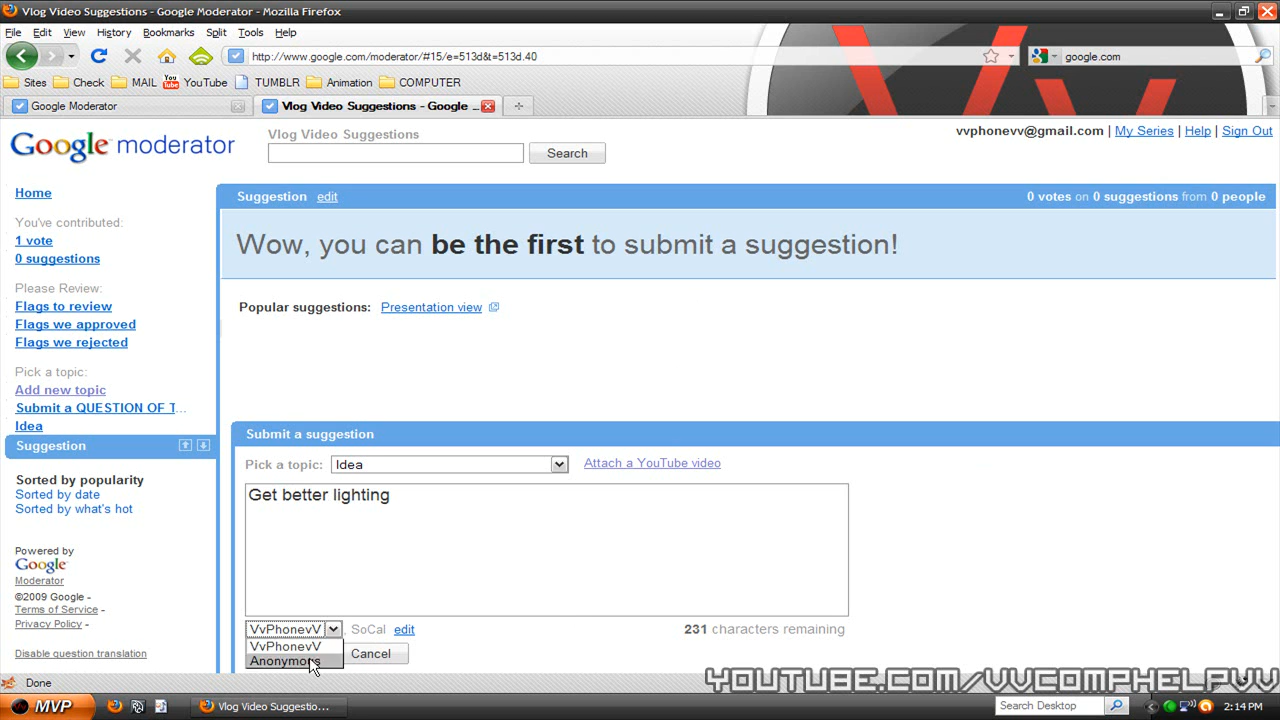 Vlog Video Suggestions - Google Moderator - Mozilla Firefox
File Edit View History Bookmarks Split Tools Help
http://www.google.com/moderator/#15/e=513d&t=513d.40
google.com
Sites Check MAIL YouTube TUMBLR Animation COMPUTER
Google Moderator
Vlog Video Suggestions - Google ...
Google moderator
Vlog Video Suggestions
Search
vvphonevv@gmail.com | My Series | Help | Sign Out
Home
You've contributed:
1 vote
0 suggestions
Please Review:
Flags to review
Flags we approved
Flags we rejected
Pick a topic:
Add new topic
Submit a QUESTION OF T...
Idea
Suggestion
Sorted by popularity
Sorted by date
Sorted by what's hot
Powered by
Google
Moderator
©2009 Google -
Terms of Service -
Privacy Policy -
Disable question translation
Suggestion edit
0 votes on 0 suggestions from 0 people
Wow, you can be the first to submit a suggestion!
Popular suggestions: Presentation view
Submit a suggestion
Pick a topic: Idea Attach a YouTube video
Get better lighting
VvPhonevV , SoCal edit
231 characters remaining
VvPhonevV
Anonymous
Cancel
Done
YOUTUBE.COM/VVCOMPHELPVV
MVP
Vlog Video Suggestio...
Search Desktop
2:14 PM